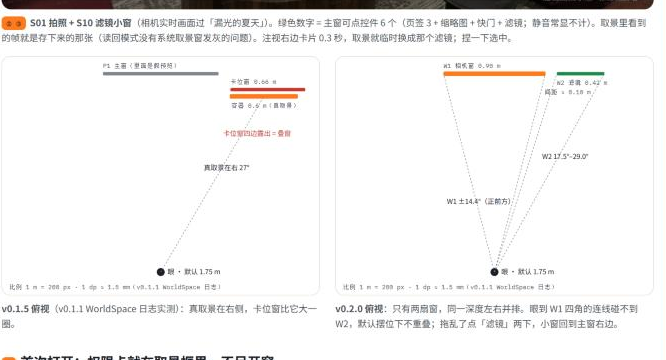 S01 拍照 + S10 滤镜小窗（相机实时画面过「漏光的夏天」）。绿色数字 = 主窗可点控件 6 个（页签 3 + 缩略图 + 快门 + 滤镜；静音常显不计）。取景里看到
的帧就是存下来的那张（读回模式没有系统取景窗发灰的问题）。注视右边卡片 0.3 秒，取景就临时换成那个滤镜；捏一下选中。
P1 主窗（里面是假预览）
卡位窗 0.66 m
容器 0.6 m（真取景）
卡位窗四边露出 = 叠窗
真取景在右 27°
眼 · 默认 1.75 m
比例 1 m = 200 px · 1 dp = 1.5 mm（v0.1.1 WorldSpace 日志）
v0.1.5 俯视（v0.1.1 WorldSpace 日志实测）：真取景在右侧，卡位窗比它大一
圈。
W1 相机窗 0.98 m
W2 滤镜 0.42 m
间距 = 0.10 m
W2 17.5°–29.0°
W1 ±14.4°（正前方）
眼 · 默认 1.75 m
比例 1 m = 200 px · 1 dp = 1.5 mm（v0.1.1 WorldSpace 日志）
v0.2.0 俯视：只有两扇窗，同一深度左右并排。眼到 W1 四角的连线碰不到
W2，默认摆位下不重叠；拖乱了点「滤镜」两下，小窗回到主窗右边。